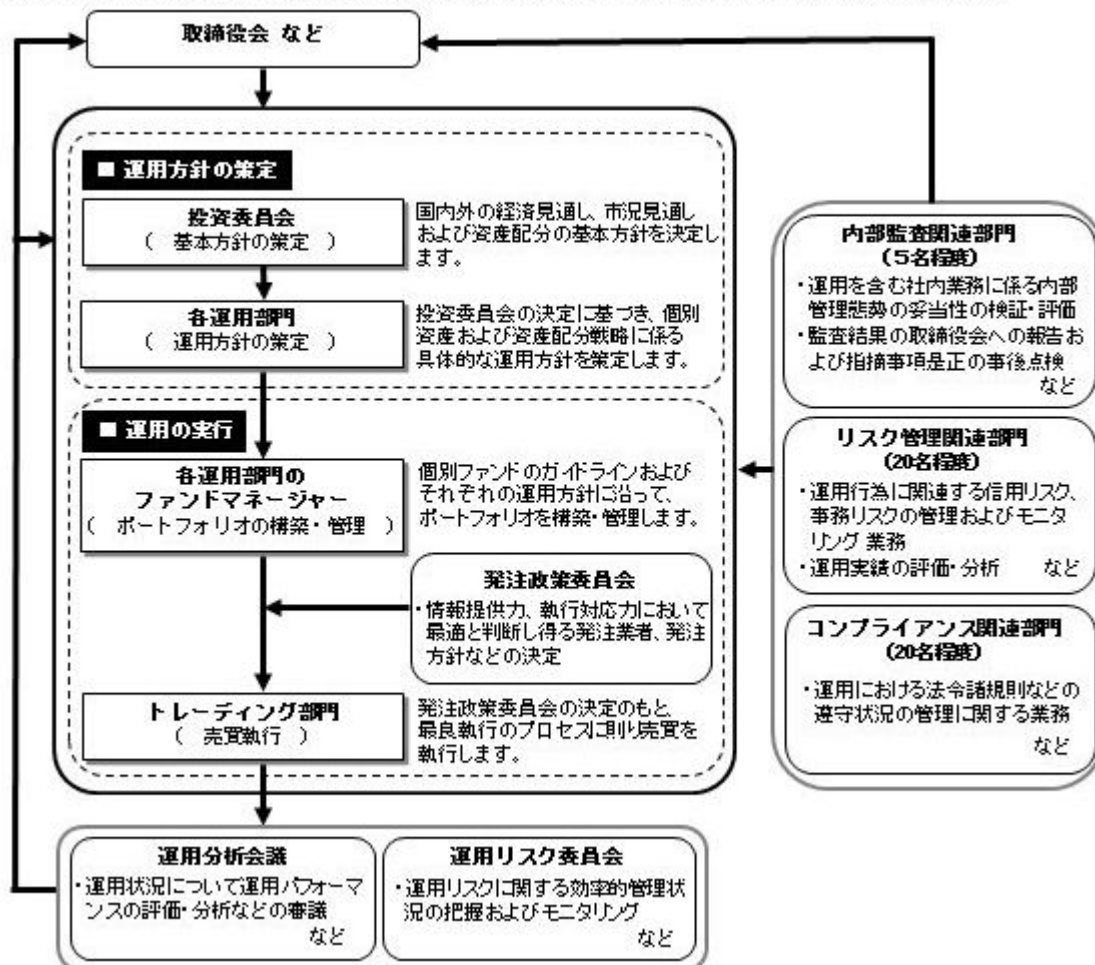 取締役会 など
■ 運用方針の策定
投資委員会
( 基本方針の策定 )
国内外の経済見通し、市況見通し
および資産配分の基本方針を決定し
ます。
各運用部門
( 運用方針の策定 )
投資委員会の決定に基づき、個別
資産および資産配分戦略に係る
具体的な運用方針を策定します。
■ 運用の実行
各運用部門の
ファンドマネージャー
( ポートフォリオの構築・管理 )
個別ファンドのガイドラインおよび
それぞれの運用方針に沿って、
ポートフォリオを構築・管理します。
発注政策委員会
・情報提供力、執行対応力において
最適と判断し得る発注業者、発注
方針などの決定
トレーディング部門
( 売買執行 )
発注政策委員会の決定のもと、
最良執行のプロセスに則り売買を
執行します。
内部監査関連部門
(5名程度)
・運用を含む社内業務に係る内部
管理態勢の妥当性の検証・評価
・監査結果の取締役会への報告お
よび指摘事項是正の事後点検
など
リスク管理関連部門
(20名程度)
・運用行為に関連する信用リスク、
事務リスクの管理およびモニタ
リング 業務
・運用実績の評価・分析 など
コンプライアンス関連部門
(20名程度)
・運用における法令諸規則などの
遵守状況の管理に関する業務
など
運用分析会議
・運用状況について運用パフォーマ
ンスの評価・分析などの審議
など
運用リスク委員会
・運用リスクに関する効率的管理状
況の把握およびモニタリング
など